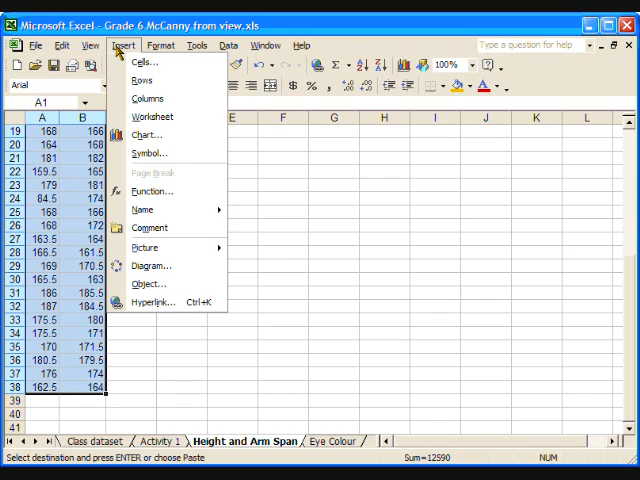 Microsoft Excel - Grade 6 McCanny from view.xls
File Edit View Insert Format Tools Data Window Help Type a question for help
100%
Arial
A1
Cells...
Rows
Columns
Worksheet
Chart...
Symbol...
Page Break
Function...
Name
Comment
Picture
Diagram...
Object...
Hyperlink... Ctrl+K
A B E F G H I J K L
19 168 166
20 164 168
21 181 182
22 159.5 165
23 179 181
24 84.5 174
25 168 166
26 168 172
27 163.5 164
28 166.5 161.5
29 169 170.5
30 165.5 163
31 186 185.5
32 187 184.5
33 175.5 180
34 175.5 171
35 170 171.5
36 180.5 179.5
37 176 174
38 162.5 164
39
40
41
Class dataset Activity 1 Height and Arm Span Eye Colour
Select destination and press ENTER or choose Paste Sum=12590 NUM